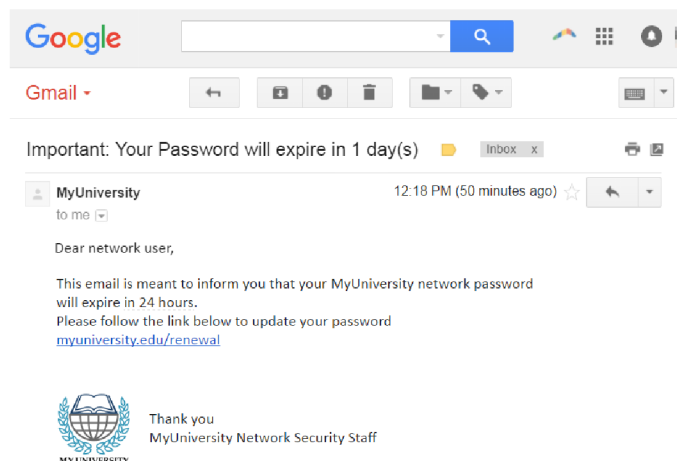 Google
Gmail
Important: Your Password will expire in 1 day(s) Inbox x
MyUniversity 12:18 PM (50 minutes ago)
to me
Dear network user,
This email is meant to inform you that your MyUniversity network password
will expire in 24 hours.
Please follow the link below to update your password
myuniversity.edu/renewal
Thank you
MyUniversity Network Security Staff
MY UNIVERSITY